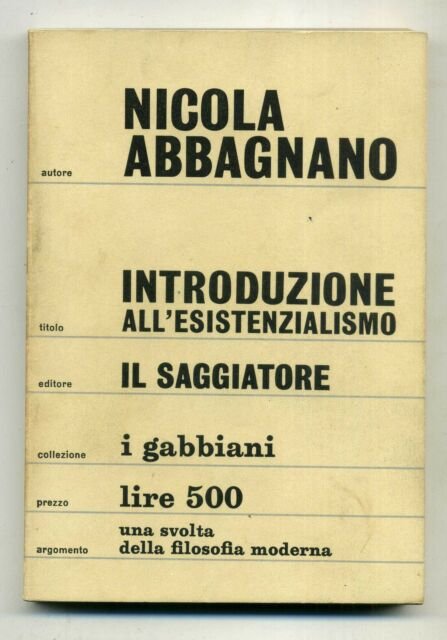 autore NICOLA
ABBAGNANO
titolo INTRODUZIONE
ALL'ESISTENZIALISMO
editore IL SAGGIATORE
collezione i gabbiani
prezzo lire 500
argomento una svolta
della filosofia moderna